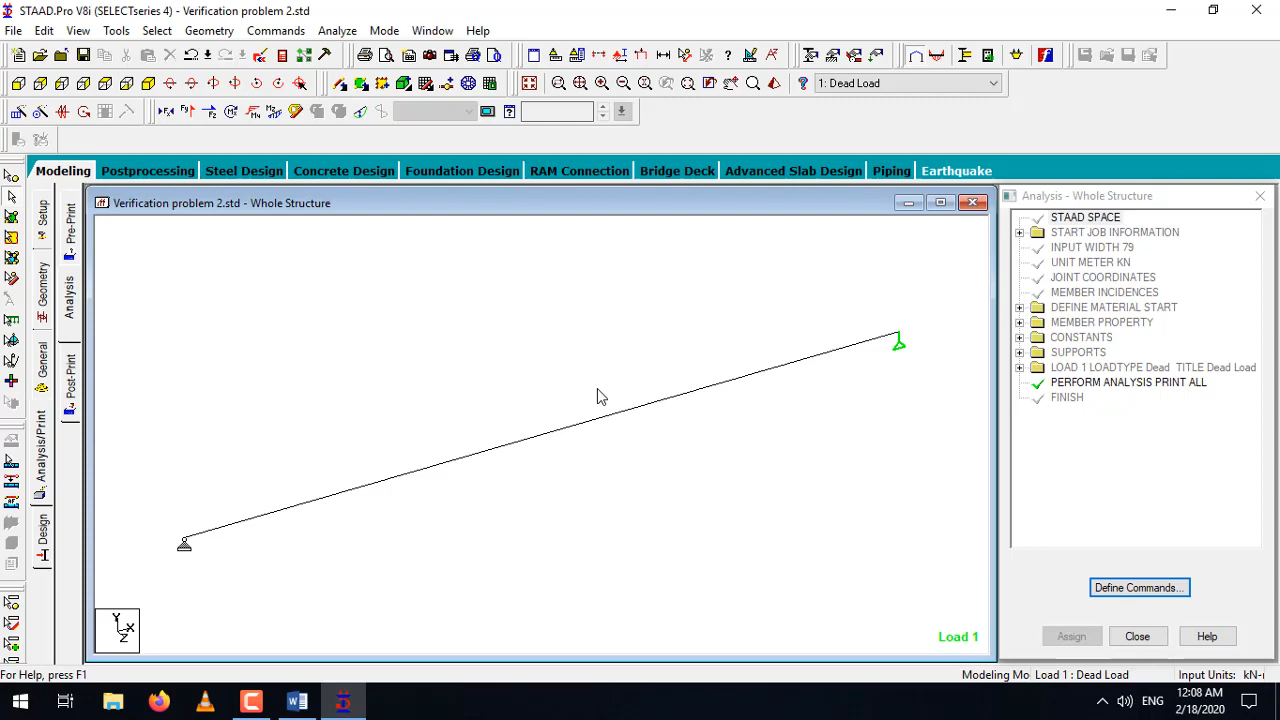 STAAD.Pro V8i (SELECTseries 4) - Verification problem 2.std
File Edit View Tools Select Geometry Commands Analyze Mode Window Help
1: Dead Load
Modeling Postprocessing Steel Design Concrete Design Foundation Design RAM Connection Bridge Deck Advanced Slab Design Piping Earthquake
Setup
Geometry
General
Analysis/Print
Design
Pre-Print
Analysis
Post-Print
Verification problem 2.std - Whole Structure
Y
X
Z
Load 1
Analysis - Whole Structure
STAAD SPACE
START JOB INFORMATION
INPUT WIDTH 79
UNIT METER KN
JOINT COORDINATES
MEMBER INCIDENCES
DEFINE MATERIAL START
MEMBER PROPERTY
CONSTANTS
SUPPORTS
LOAD 1 LOADTYPE Dead TITLE Dead Load
PERFORM ANALYSIS PRINT ALL
FINISH
Define Commands...
Assign Close Help
For Help, press F1
Modeling Mo Load 1 : Dead Load Input Units: kN-
ENG
12:08 AM
2/18/2020